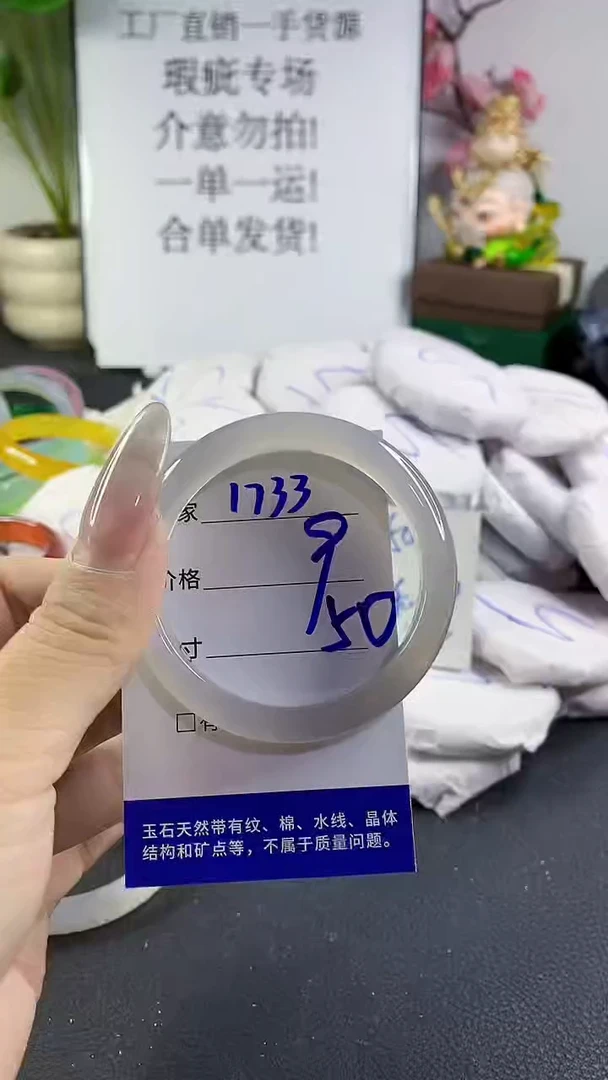 工厂直销一手货源
瑕疵专场
介意勿拍!
一单一运!
合单发货!
家 1733
价格 9
寸 50
□有
玉石天然带有纹、棉、水线、晶体
结构和矿点等，不属于质量问题。